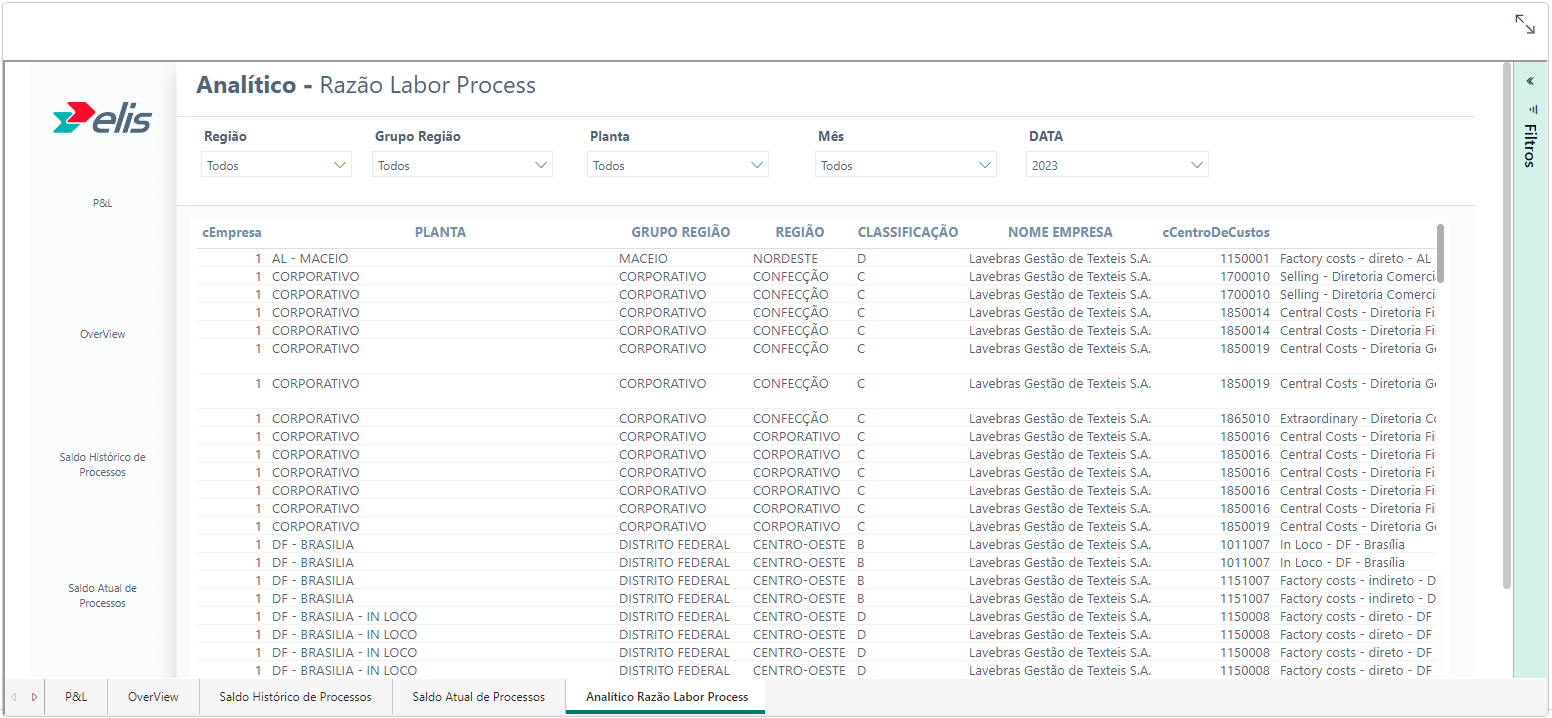 Analítico - Razão Labor Process
elis
Região
Grupo Região
Planta
Mês
DATA
Todos
Todos
Todos
Todos
2023
P&L
OverView
Saldo Histórico de
Processos
Saldo Atual de
Processos
Filtros
cEmpresa PLANTA GRUPO REGIÃO REGIÃO CLASSIFICAÇÃO NOME EMPRESA cCentroDeCustos
1 AL - MACEIO MACEIO NORDESTE D Lavebras Gestão de Texteis S.A. 1150001 Factory costs - direto - AL
1 CORPORATIVO CORPORATIVO CONFECÇÃO C Lavebras Gestão de Texteis S.A. 1700010 Selling - Diretoria Comerci
1 CORPORATIVO CORPORATIVO CONFECÇÃO C Lavebras Gestão de Texteis S.A. 1700010 Selling - Diretoria Comerci
1 CORPORATIVO CORPORATIVO CONFECÇÃO C Lavebras Gestão de Texteis S.A. 1850014 Central Costs - Diretoria Fi
1 CORPORATIVO CORPORATIVO CONFECÇÃO C Lavebras Gestão de Texteis S.A. 1850014 Central Costs - Diretoria Fi
1 CORPORATIVO CORPORATIVO CONFECÇÃO C Lavebras Gestão de Texteis S.A. 1850019 Central Costs - Diretoria Ge
1 CORPORATIVO CORPORATIVO CONFECÇÃO C Lavebras Gestão de Texteis S.A. 1850019 Central Costs - Diretoria Ge
1 CORPORATIVO CORPORATIVO CONFECÇÃO C Lavebras Gestão de Texteis S.A. 1865010 Extraordinary - Diretoria Co
1 CORPORATIVO CORPORATIVO CORPORATIVO C Lavebras Gestão de Texteis S.A. 1850016 Central Costs - Diretoria Fi
1 CORPORATIVO CORPORATIVO CORPORATIVO C Lavebras Gestão de Texteis S.A. 1850016 Central Costs - Diretoria Fi
1 CORPORATIVO CORPORATIVO CORPORATIVO C Lavebras Gestão de Texteis S.A. 1850016 Central Costs - Diretoria Fi
1 CORPORATIVO CORPORATIVO CORPORATIVO C Lavebras Gestão de Texteis S.A. 1850016 Central Costs - Diretoria Fi
1 CORPORATIVO CORPORATIVO CORPORATIVO C Lavebras Gestão de Texteis S.A. 1850016 Central Costs - Diretoria Fi
1 CORPORATIVO CORPORATIVO CORPORATIVO C Lavebras Gestão de Texteis S.A. 1850019 Central Costs - Diretoria Ge
1 DF - BRASILIA DISTRITO FEDERAL CENTRO-OESTE B Lavebras Gestão de Texteis S.A. 1011007 In Loco - DF - Brasília
1 DF - BRASILIA DISTRITO FEDERAL CENTRO-OESTE B Lavebras Gestão de Texteis S.A. 1011007 In Loco - DF - Brasília
1 DF - BRASILIA DISTRITO FEDERAL CENTRO-OESTE B Lavebras Gestão de Texteis S.A. 1151007 Factory costs - indireto - D
1 DF - BRASILIA DISTRITO FEDERAL CENTRO-OESTE B Lavebras Gestão de Texteis S.A. 1151007 Factory costs - indireto - D
1 DF - BRASILIA - IN LOCO DISTRITO FEDERAL CENTRO-OESTE D Lavebras Gestão de Texteis S.A. 1150008 Factory costs - direto - DF
1 DF - BRASILIA - IN LOCO DISTRITO FEDERAL CENTRO-OESTE D Lavebras Gestão de Texteis S.A. 1150008 Factory costs - direto - DF
1 DF - BRASILIA - IN LOCO DISTRITO FEDERAL CENTRO-OESTE D Lavebras Gestão de Texteis S.A. 1150008 Factory costs - direto - DF
1 DF - BRASILIA - IN LOCO DISTRITO FEDERAL CENTRO-OESTE D Lavebras Gestão de Texteis S.A. 1150008 Factory costs - direto - DF
P&L
OverView
Saldo Histórico de Processos
Saldo Atual de Processos
Analítico Razão Labor Process